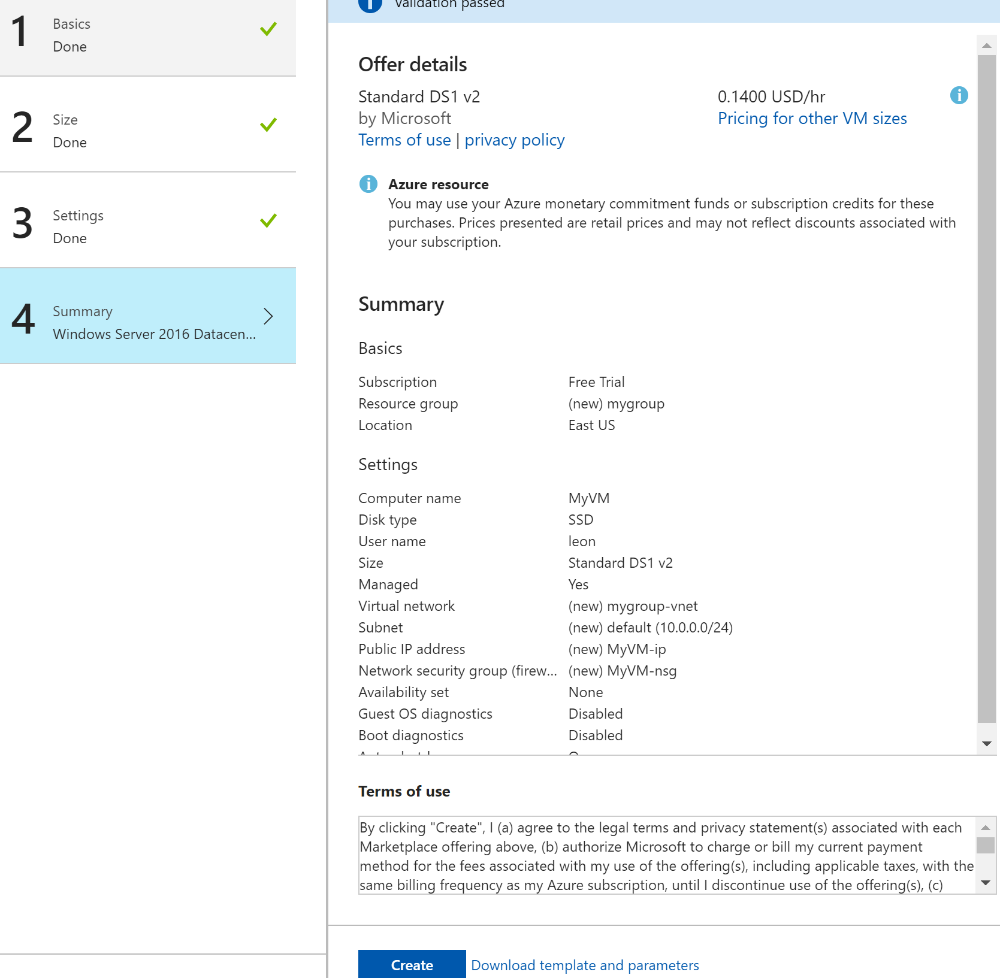 1
Basics
Done
2
Size
Done
3
Settings
Done
4
Summary
Windows Server 2016 Datacen...
Validation passed
Offer details
Standard DS1 v2
0.1400 USD/hr
by Microsoft
Pricing for other VM sizes
Terms of use | privacy policy
Azure resource
You may use your Azure monetary commitment funds or subscription credits for these
purchases. Prices presented are retail prices and may not reflect discounts associated with
your subscription.
Summary
Basics
Subscription Free Trial
Resource group (new) mygroup
Location East US
Settings
Computer name MyVM
Disk type SSD
User name leon
Size Standard DS1 v2
Managed Yes
Virtual network (new) mygroup-vnet
Subnet (new) default (10.0.0.0/24)
Public IP address (new) MyVM-ip
Network security group (firew... (new) MyVM-nsg
Availability set None
Guest OS diagnostics Disabled
Boot diagnostics Disabled
Terms of use
By clicking "Create", I (a) agree to the legal terms and privacy statement(s) associated with each
Marketplace offering above, (b) authorize Microsoft to charge or bill my current payment
method for the fees associated with my use of the offering(s), including applicable taxes, with the
same billing frequency as my Azure subscription, until I discontinue use of the offering(s), (c)
Create
Download template and parameters